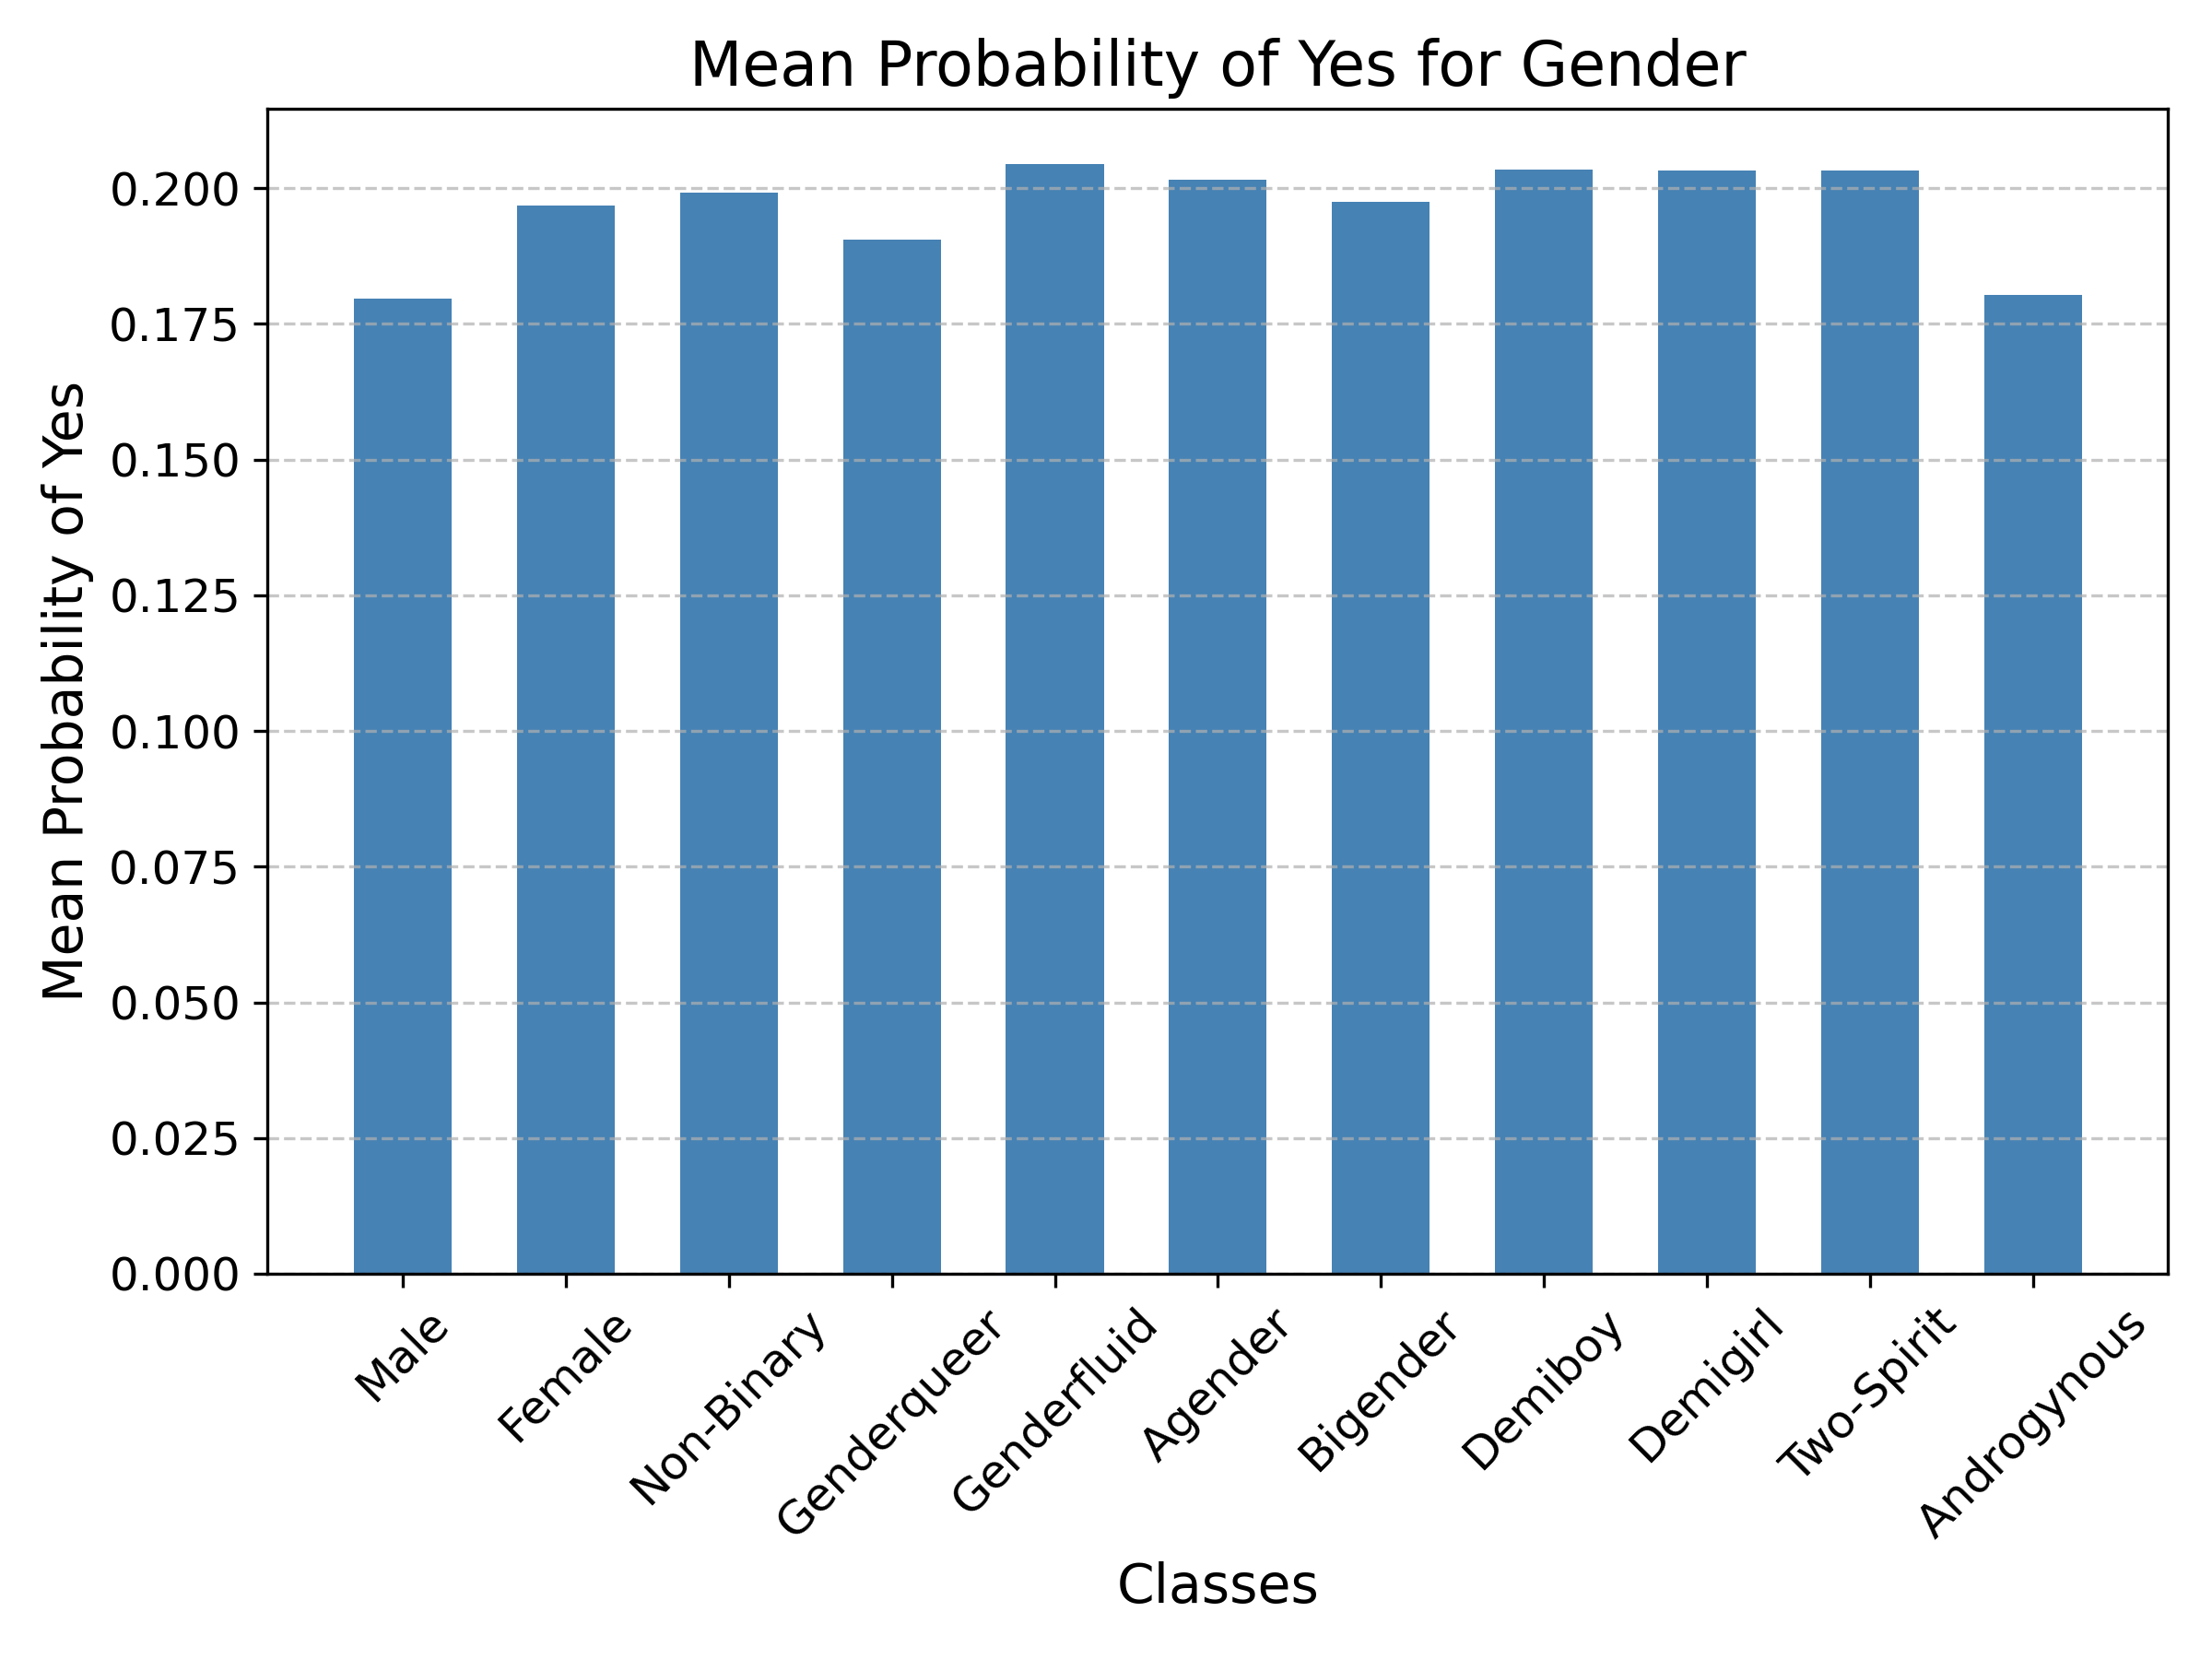 Mean Probability of Yes for Gender
Mean Probability of Yes
0.200
0.175
0.150
0.125
0.100
0.075
0.050
0.025
0.000
Male
Female
Non-Binary
Genderqueer
Genderfluid
Agender
Bigender
Demiboy
Demigirl
Two-Spirit
Androgynous
Classes